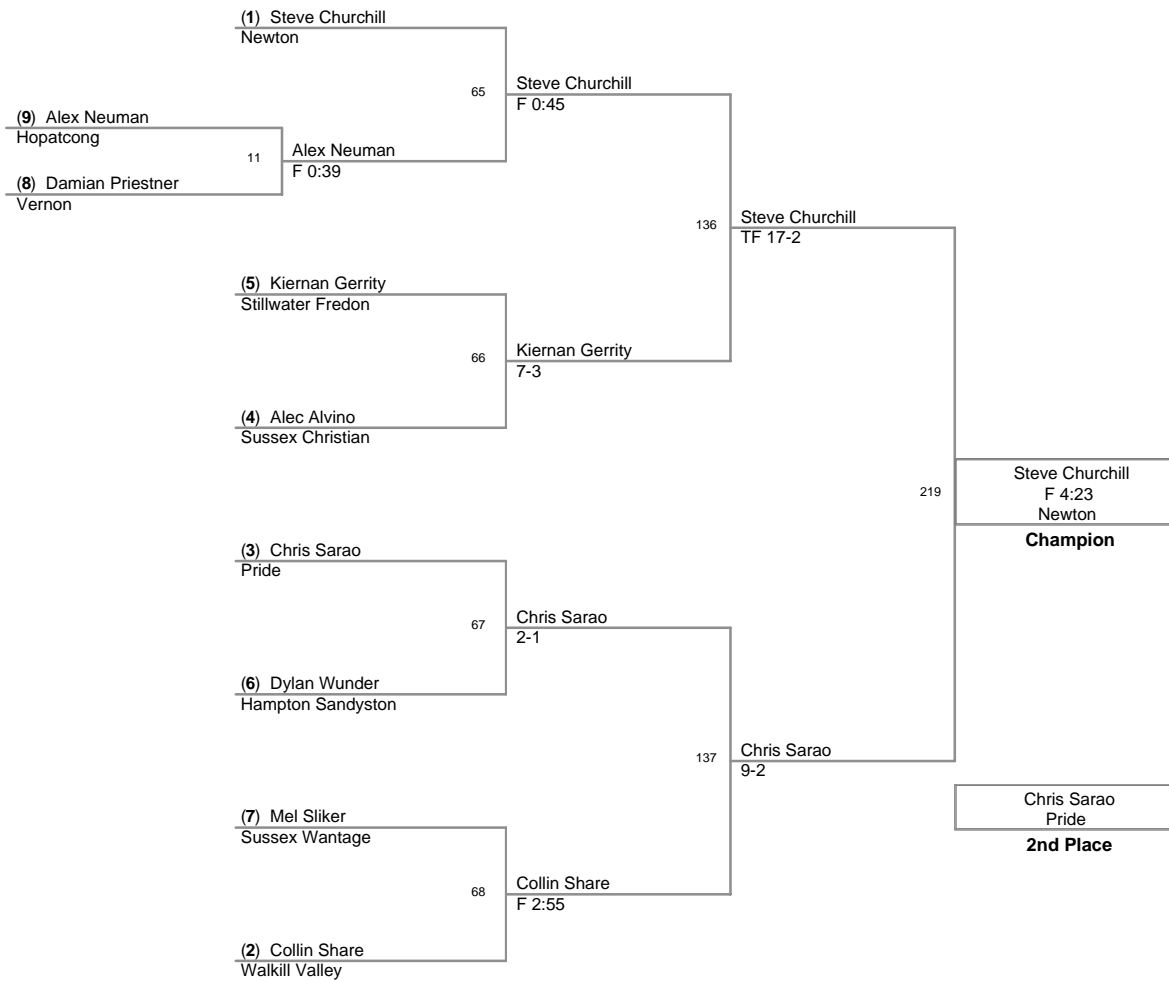 (1) Steve Churchill
Newton
65
Steve Churchill
F 0:45
(9) Alex Neuman
Hopatcong
11
Alex Neuman
F 0:39
(8) Damian Priestner
Vernon
136
Steve Churchill
TF 17-2
(5) Kiernan Gerrity
Stillwater Fredon
66
Kiernan Gerrity
7-3
(4) Alec Alvino
Sussex Christian
219
Steve Churchill
F 4:23
Newton
Champion
(3) Chris Sarao
Pride
67
Chris Sarao
2-1
(6) Dylan Wunder
Hampton Sandyston
137
Chris Sarao
9-2
Chris Sarao
Pride
2nd Place
(7) Mel Sliker
Sussex Wantage
68
Collin Share
F 2:55
(2) Collin Share
Walkill Valley